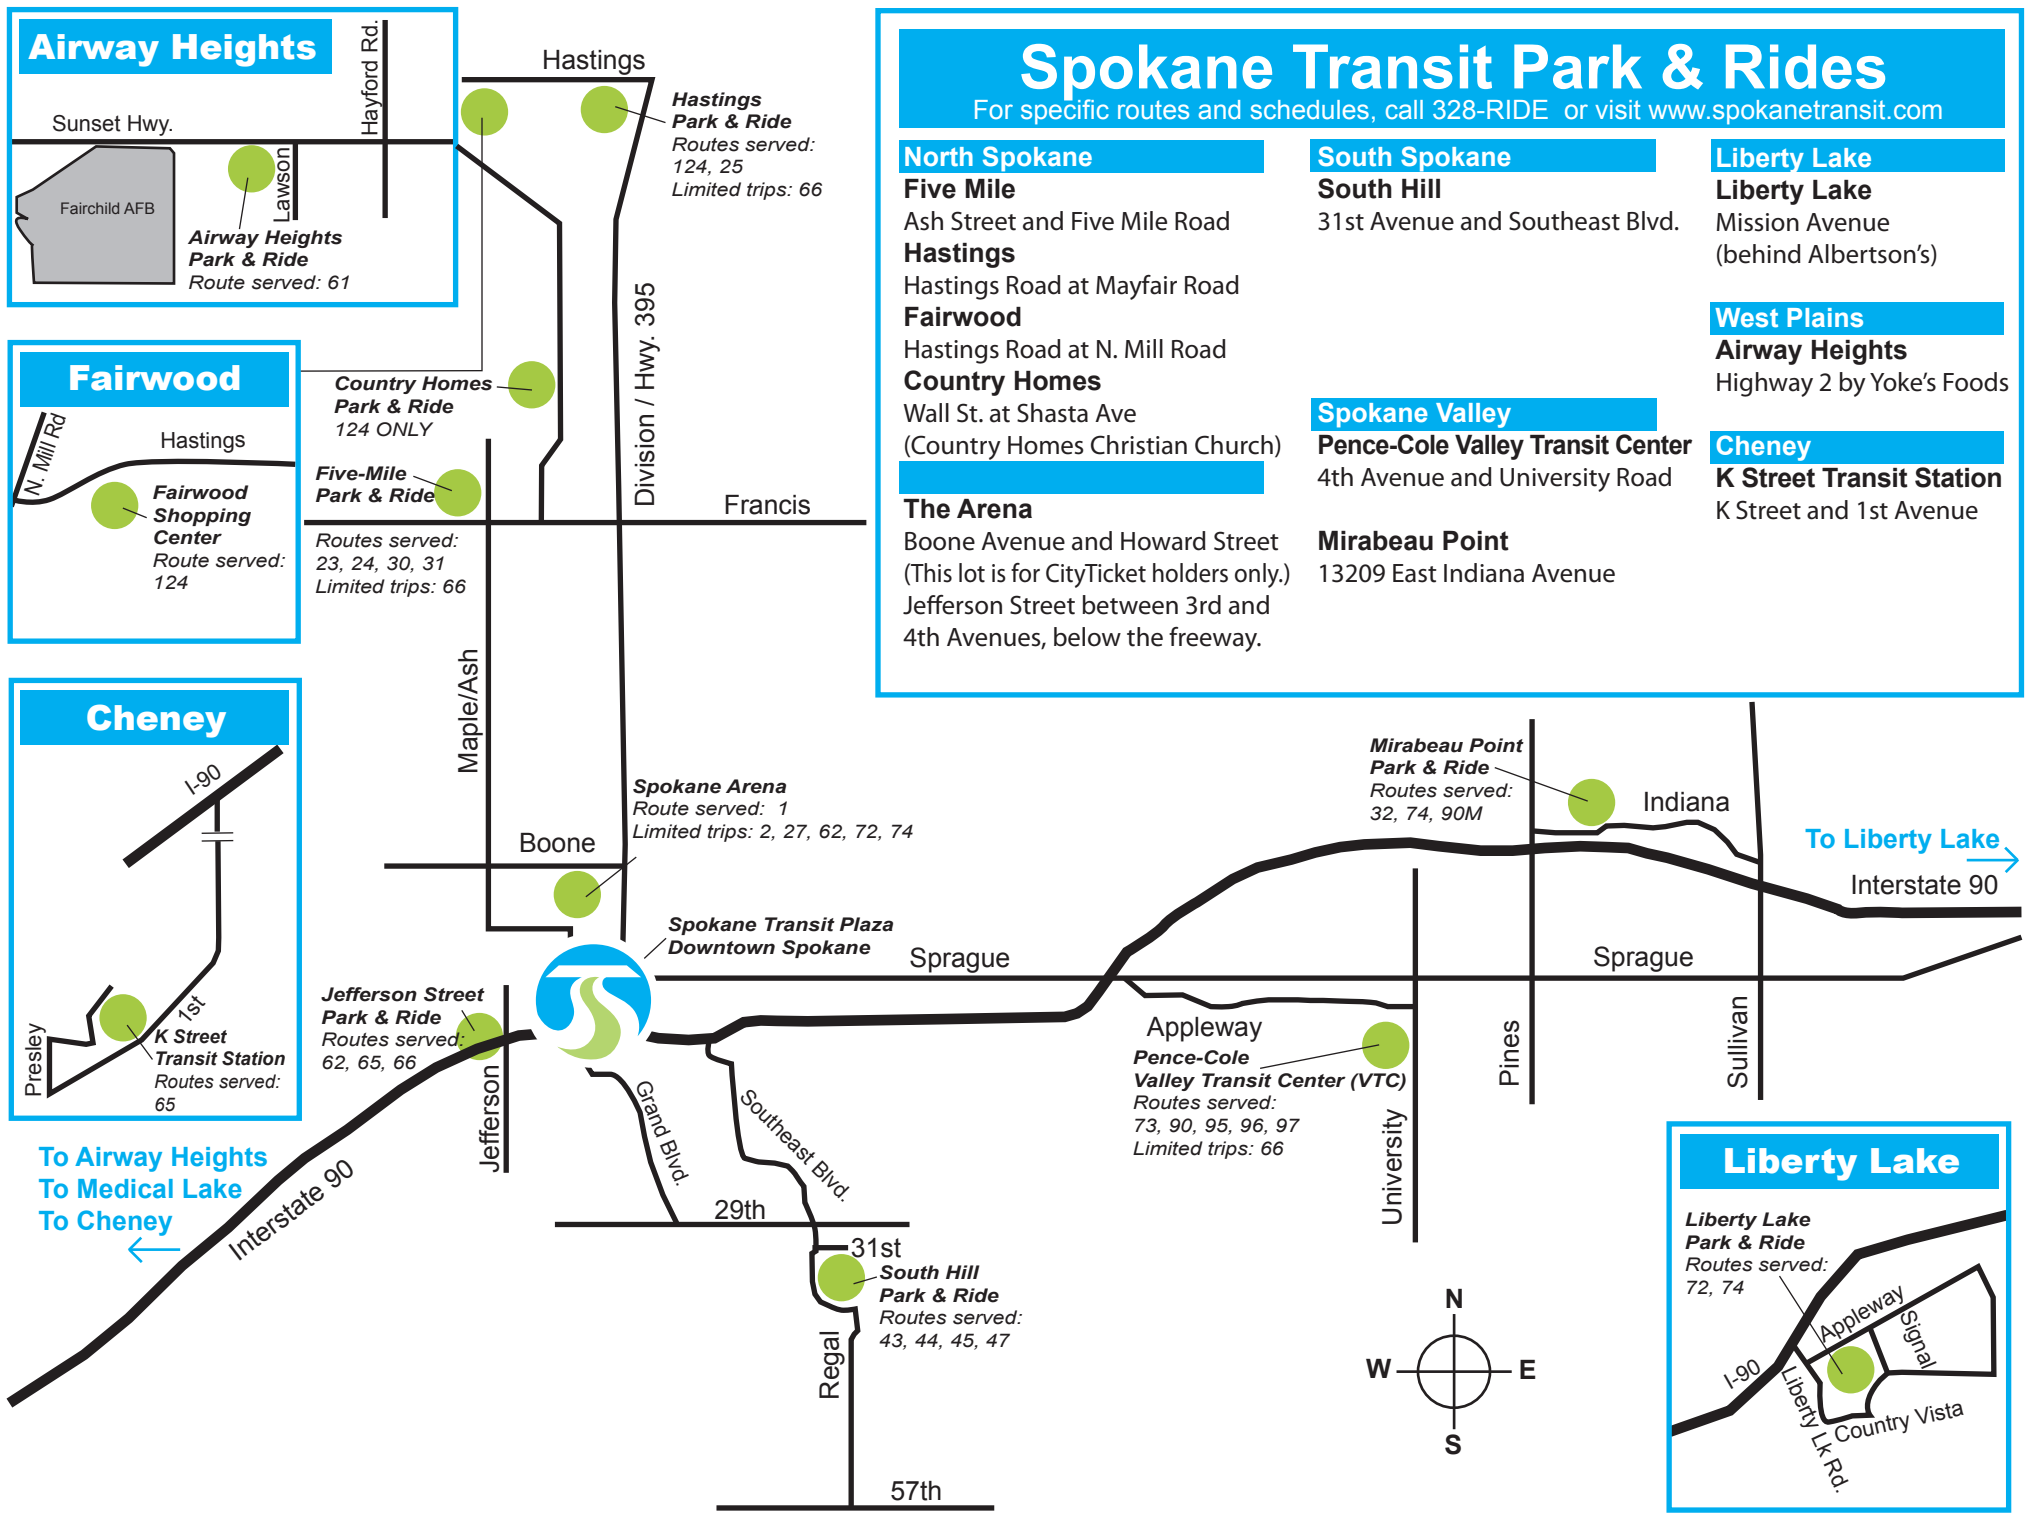 Airway Heights
Hayford Rd.
Sunset Hwy.
Lawson
Fairchild AFB
Airway Heights
Park & Ride
Route served: 61
Hastings
Hastings
Park & Ride
Routes served:
124, 25
Limited trips: 66
Spokane Transit Park & Rides
For specific routes and schedules, call 328-RIDE or visit www.spokanetransit.com
North Spokane
Five Mile
Ash Street and Five Mile Road
Hastings
Hastings Road at Mayfair Road
Fairwood
Hastings Road at N. Mill Road
Country Homes
Wall St. at Shasta Ave
(Country Homes Christian Church)
The Arena
Boone Avenue and Howard Street
(This lot is for CityTicket holders only.)
Jefferson Street between 3rd and
4th Avenues, below the freeway.
South Spokane
South Hill
31st Avenue and Southeast Blvd.
Spokane Valley
Pence-Cole Valley Transit Center
4th Avenue and University Road
Mirabeau Point
13209 East Indiana Avenue
Liberty Lake
Liberty Lake
Mission Avenue
(behind Albertson's)
West Plains
Airway Heights
Highway 2 by Yoke's Foods
Cheney
K Street Transit Station
K Street and 1st Avenue
Fairwood
N. Mill Rd
Hastings
Fairwood
Shopping
Center
Route served:
124
Country Homes
Park & Ride
124 ONLY
Division / Hwy. 395
Five-Mile
Park & Ride
Francis
Routes served:
23, 24, 30, 31
Limited trips: 66
Maple/Ash
Cheney
I-90
1st
Presley
K Street
Transit Station
Routes served:
65
Spokane Arena
Route served: 1
Limited trips: 2, 27, 62, 72, 74
Boone
Spokane Transit Plaza
Downtown Spokane
Jefferson Street
Park & Ride
Routes served:
62, 65, 66
Jefferson
Sprague
Mirabeau Point
Park & Ride
Routes served:
32, 74, 90M
Indiana
To Liberty Lake
Interstate 90
Sprague
Appleway
Pence-Cole
Valley Transit Center (VTC)
Routes served:
73, 90, 95, 96, 97
Limited trips: 66
University
Pines
Sullivan
To Airway Heights
To Medical Lake
To Cheney
Interstate 90
Grand Blvd.
Southeast Blvd.
29th
31st
South Hill
Park & Ride
Routes served:
43, 44, 45, 47
Regal
57th
N
W
E
S
Liberty Lake
Liberty Lake
Park & Ride
Routes served:
72, 74
Appleway
Signal
I-90
Liberty Lk Rd.
Country Vista